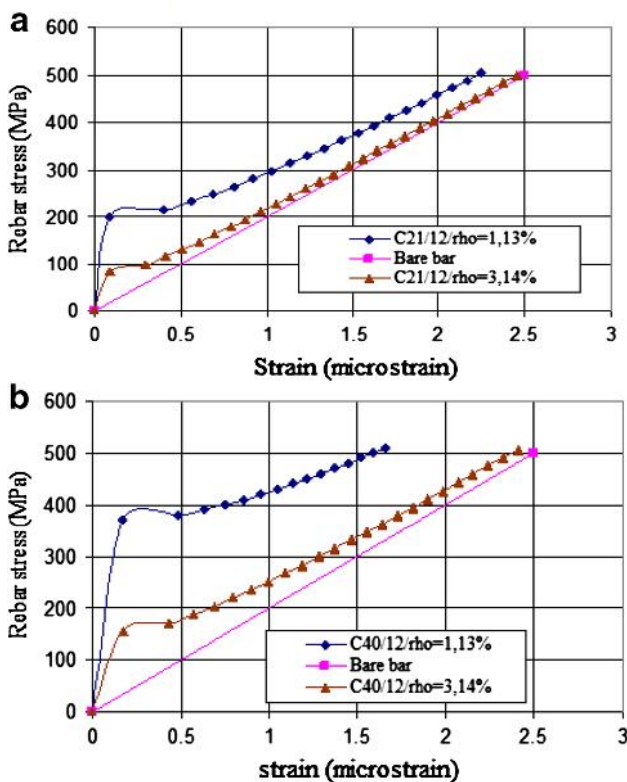 a
600
500
400
300
200
100
0
Rebar stress (MPa)
C21/12/rho=1,13%
Bare bar
C21/12/rho=3,14%
0 0.5 1 1.5 2 2.5 3
Strain (microstrain)
b
600
500
400
300
200
100
0
Rebar stress (MPa)
C40/12/rho=1,13%
Bare bar
C40/12/rho=3,14%
0 0.5 1 1.5 2 2.5 3
strain (microstrain)